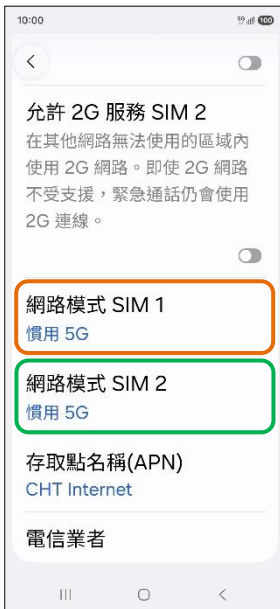 10:00
5G 100
允許 2G 服務 SIM 2
在其他網路無法使用的區域內
使用 2G 網路。即使 2G 網路
不受支援，緊急通話仍會使用
2G 連線。
網路模式 SIM 1
慣用 5G
網路模式 SIM 2
慣用 5G
存取點名稱(APN)
CHT Internet
電信業者